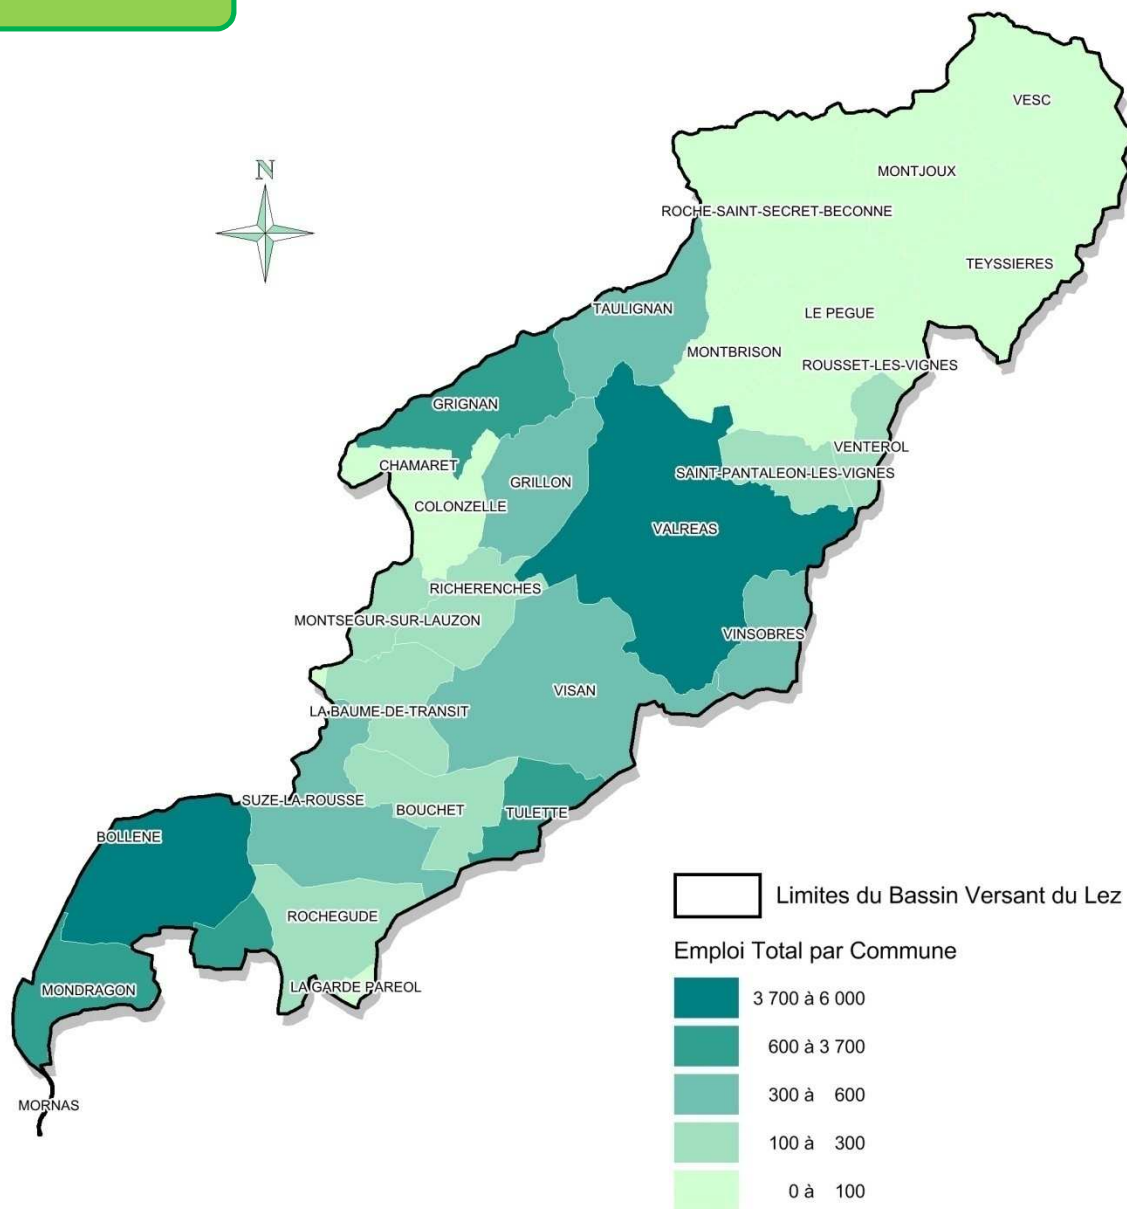 VESC
N
MONTJOUX
ROCHE-SAINT-SECRET-BECONNE
TEYSSIERES
TAULIGNAN
LE PEGUE
MONTBRISON
ROUSSET-LES-VIGNES
GRIGNAN
VENTEROL
CHAMARET
SAINT-PANTALEON-LES-VIGNES
GRILLON
COLONZELLE
VALREAS
RICHERENCHES
MONTSEGUR-SUR-LAUZON
VINSOBRES
VISAN
LA BAUME-DE-TRANSIT
SUZE-LA-ROUSSE
BOUCHET
TULETTE
BOLLENE
Limites du Bassin Versant du Lez
ROCHEGUDE
Emploi Total par Commune
LA GARDE PAREOL
MONDRAGON
3 700 à 6 000
600 à 3 700
300 à 600
MORNAS
100 à 300
0 à 100